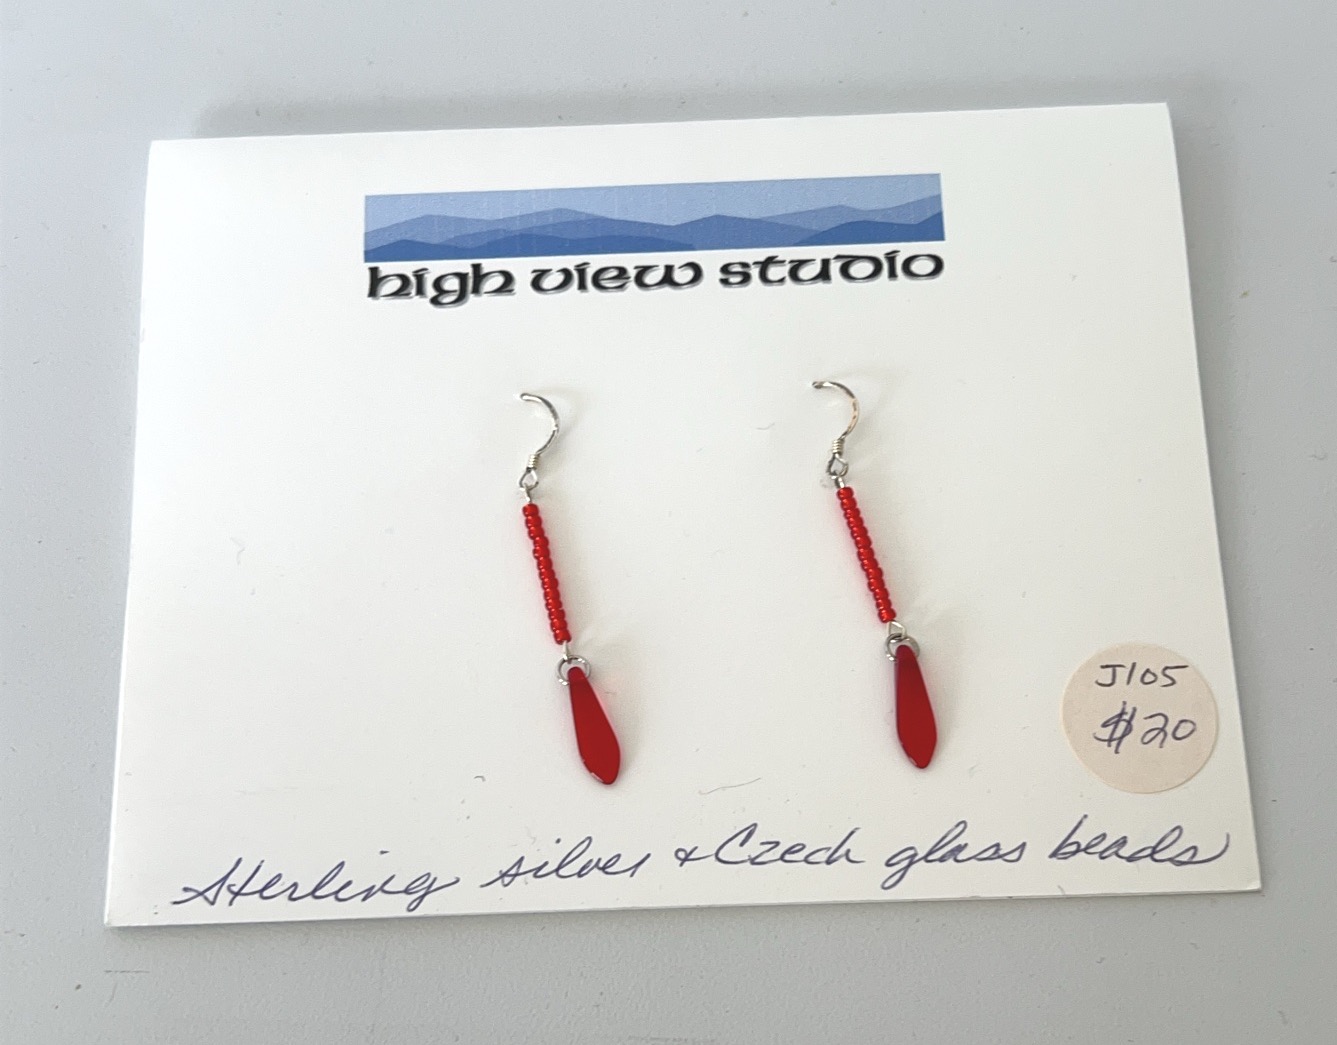 high view studio
J105
$20
Sterling silver & Czech glass beads